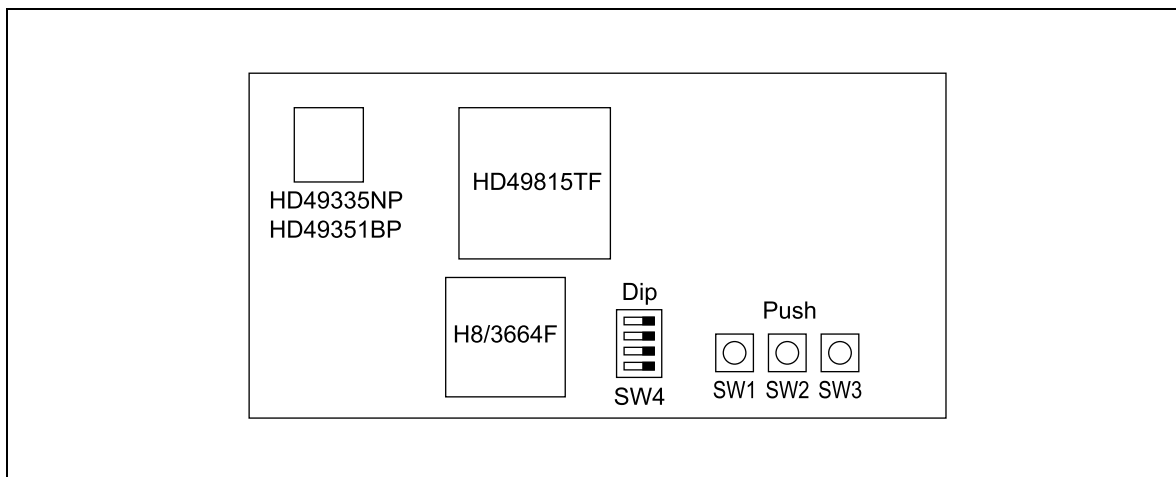 HD49335NP
HD49351BP
HD49815TF
H8/3664F
Dip
SW4
Push
SW1 SW2 SW3